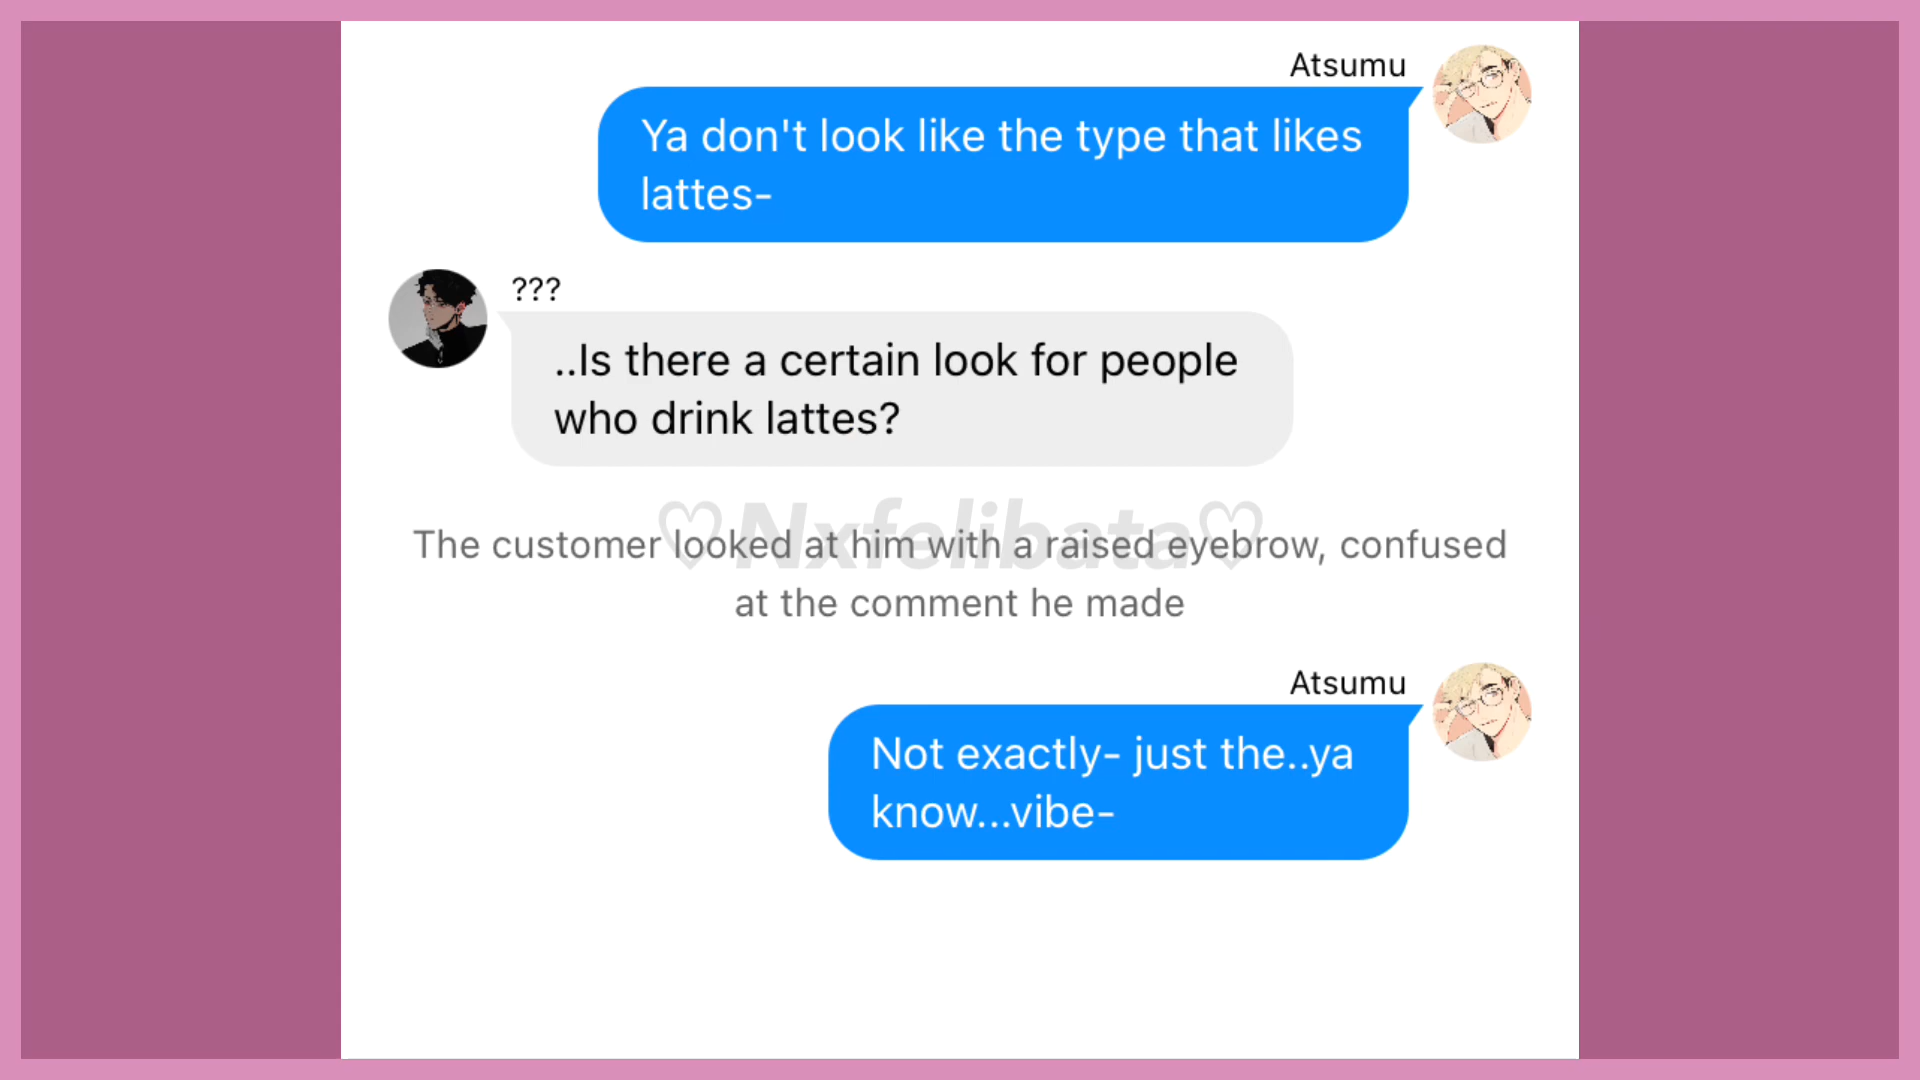 Atsumu
Ya don't look like the type that likes
lattes-
???
..Is there a certain look for people
who drink lattes?
♡Nxfelibata♡
The customer looked at him with a raised eyebrow, confused
at the comment he made
Atsumu
Not exactly- just the..ya
know...vibe-